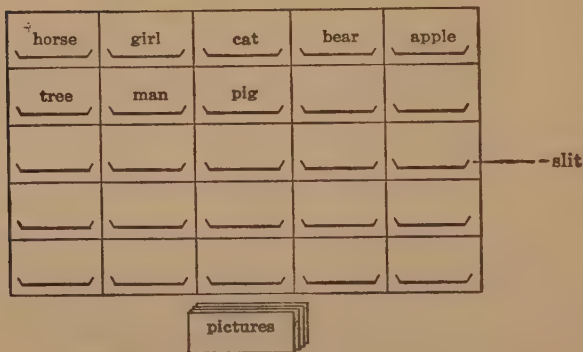 horse girl cat bear apple
tree man pig
slit
pictures